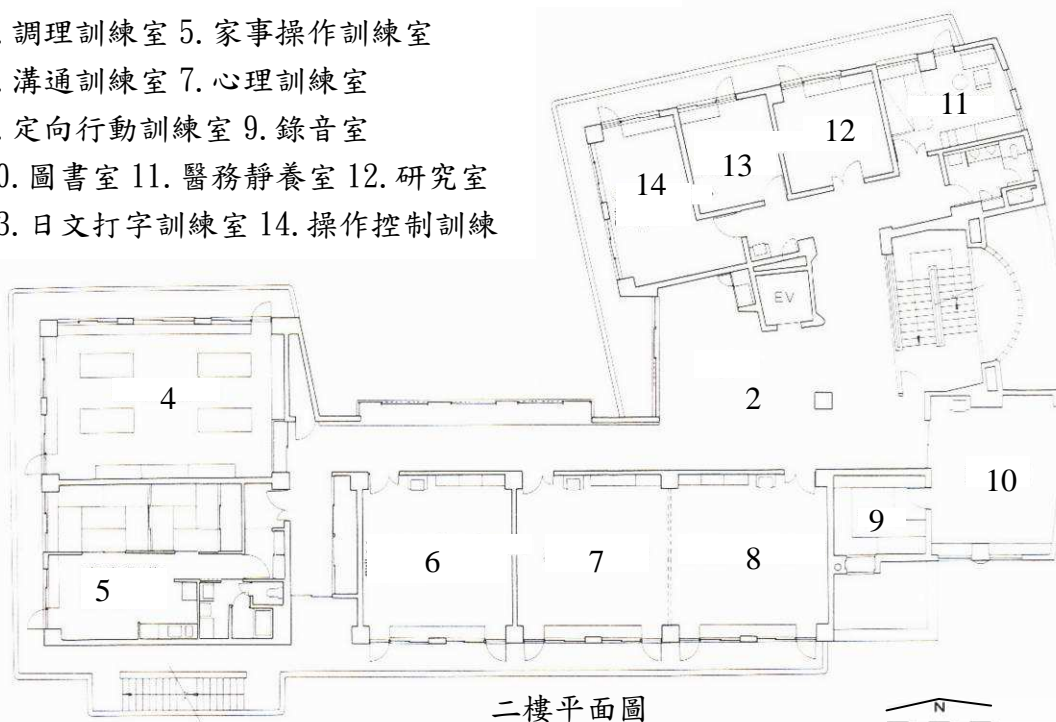 . 調理訓練室 5. 家事操作訓練室
. 溝通訓練室 7. 心理訓練室
. 定向行動訓練室 9. 錄音室
0. 圖書室 11. 醫務靜養室 12. 研究室
3. 日文打字訓練室 14. 操作控制訓練
11
12
13
14
EV
4
2
10
9
6
7
8
5
二樓平面圖
N